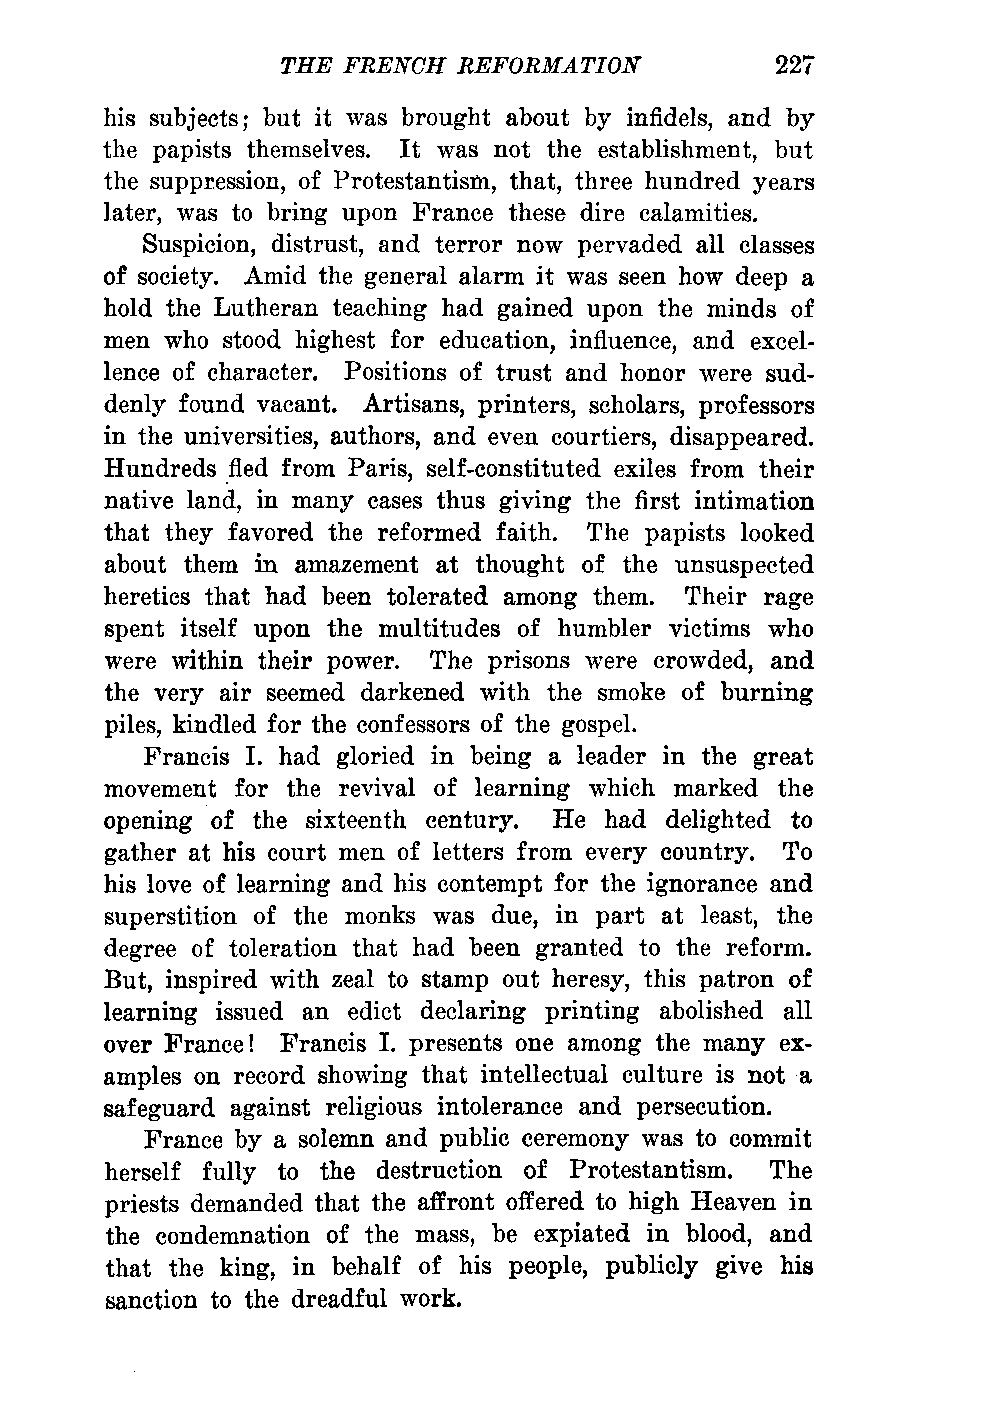 THE FRENCH REFORMATION 227
his subjects; but it was brought about by infidels, and by
the papists themselves. It was not the establishment, but
the suppression, of Protestantism, that, three hundred years
later, was to bring upon France these dire calamities.
Suspicion, distrust, and terror now pervaded all classes
of society. Amid the general alarm it was seen how deep a
hold the Lutheran teaching had gained upon the minds of
men who stood highest for education, influence, and excel-
lence of character. Positions of trust and honor were sud-
denly found vacant. Artisans, printers, scholars, professors
in the universities, authors, and even courtiers, disappeared.
Hundreds fled from Paris, self-constituted exiles from their
native land, in many cases thus giving the first intimation
that they favored the reformed faith. The papists looked
about them in amazement at thought of the unsuspected
heretics that had been tolerated among them. Their rage
spent itself upon the multitudes of humbler victims who
were within their power. The prisons were crowded, and
the very air seemed darkened with the smoke of burning
piles, kindled for the confessors of the gospel.
Francis I. had gloried in being a leader in the great
movement for the revival of learning which marked the
opening of the sixteenth century. He had delighted to
gather at his court men of letters from every country. To
his love of learning and his contempt for the ignorance and
superstition of the monks was due, in part at least, the
degree of toleration that had been granted to the reform.
But, inspired with zeal to stamp out heresy, this patron of
learning issued an edict declaring printing abolished all
over France! Francis I. presents one among the many ex-
amples on record showing that intellectual culture is not a
safeguard against religious intolerance and persecution.
France by a solemn and public ceremony was to commit
herself fully to the destruction of Protestantism. The
priests demanded that the affront offered to high Heaven in
the condemnation of the mass, be expiated in blood, and
that the king, in behalf of his people, publicly give his
sanction to the dreadful work.